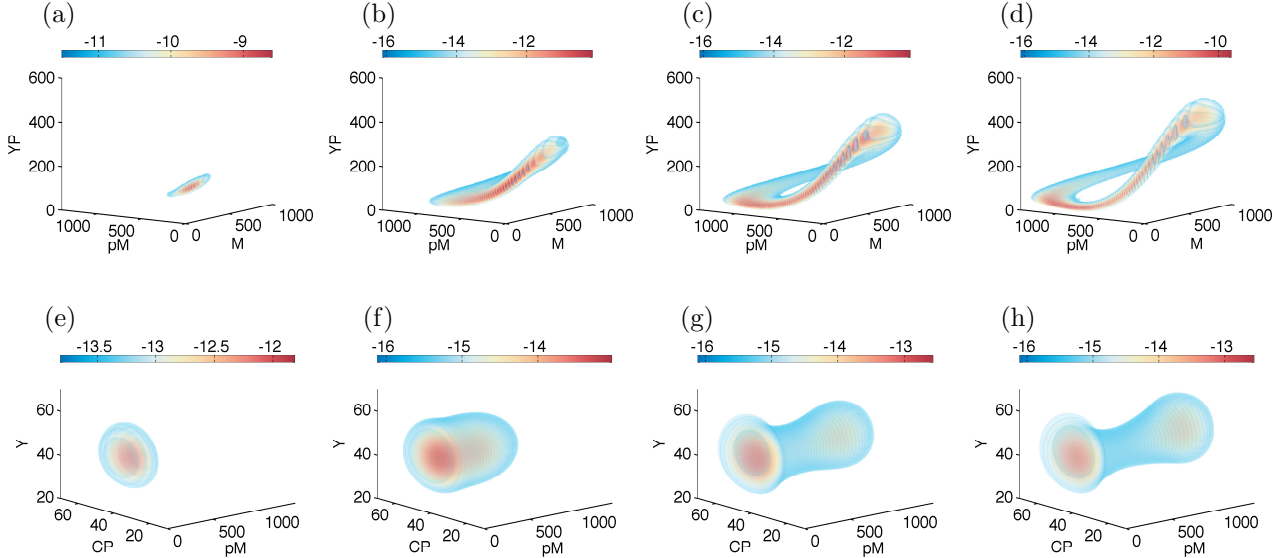 (a) (b) (c) (d)
-11 -10 -9 -16 -14 -12 -16 -14 -12 -16 -14 -12 -10
600 600 600 600
400 400 400 400
YP YP YP YP
200 200 200 200
0 0 0 0
1000 500 0 0 500 1000 1000 500 0 0 500 1000 1000 500 0 0 500 1000 1000 500 0 0 500 1000
pM M pM M pM M pM M
(e) (f) (g) (h)
-13.5 -13 -12.5 -12 -16 -15 -14 -16 -15 -14 -13 -16 -15 -14 -13
60 60 60 60
Y Y Y Y
40 40 40 40
20 20 20 20
60 40 20 0 500 1000 60 40 20 0 500 1000 60 40 20 0 500 1000 60 40 20 0 500 1000
CP pM CP pM CP pM CP pM